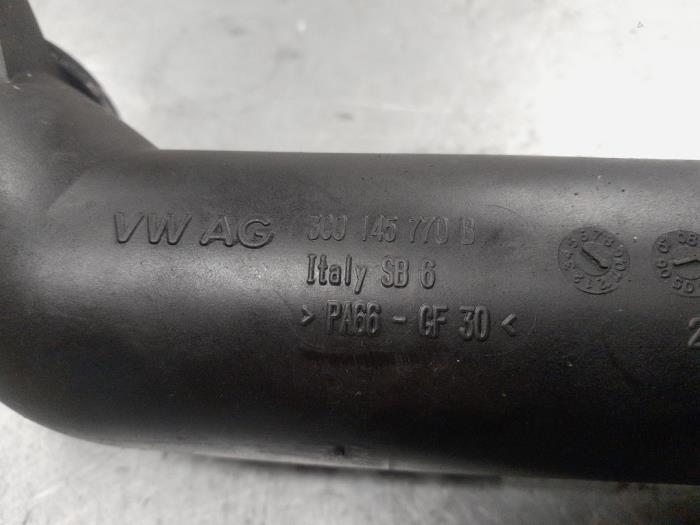 VW AG 3C0 145 770 B
Italy SB 6
> PA66 - GF 30 <